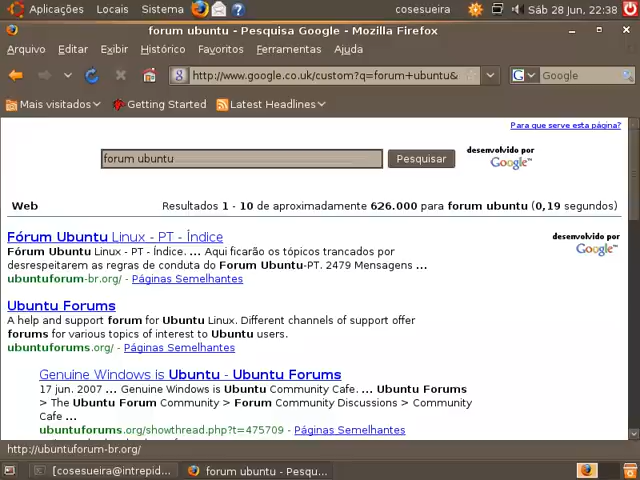 Aplicações Locais Sistema cosesueira Sáb 28 Jun, 22:38
forum ubuntu - Pesquisa Google - Mozilla Firefox
Arquivo Editar Exibir Histórico Favoritos Ferramentas Ajuda
http://www.google.co.uk/custom?q=forum+ubuntu& Google
Mais visitados Getting Started Latest Headlines
Para que serve esta página?
forum ubuntu Pesquisar desenvolvido por
Google™
Web Resultados 1 - 10 de aproximadamente 626.000 para forum ubuntu (0,19 segundos)
Fórum Ubuntu Linux - PT - Índice desenvolvido por
Google™
Fórum Ubuntu Linux - PT - Índice. ... Aqui ficarão os tópicos trancados por
desrespeitarem as regras de conduta do Forum Ubuntu-PT. 2479 Mensagens ...
ubuntuforum-br.org/ - Páginas Semelhantes
Ubuntu Forums
A help and support forum for Ubuntu Linux. Different channels of support offer
forums for various topics of interest to Ubuntu users.
ubuntuforums.org/ - Páginas Semelhantes
Genuine Windows is Ubuntu - Ubuntu Forums
17 jun. 2007 ... Genuine Windows is Ubuntu Community Cafe. ... Ubuntu Forums
> The Ubuntu Forum Community > Forum Community Discussions > Community
Cafe ...
ubuntuforums.org/showthread.php?t=475709 - Páginas Semelhantes
http://ubuntuforum-br.org/
[cosesueira@intrepid... forum ubuntu - Pesqu...